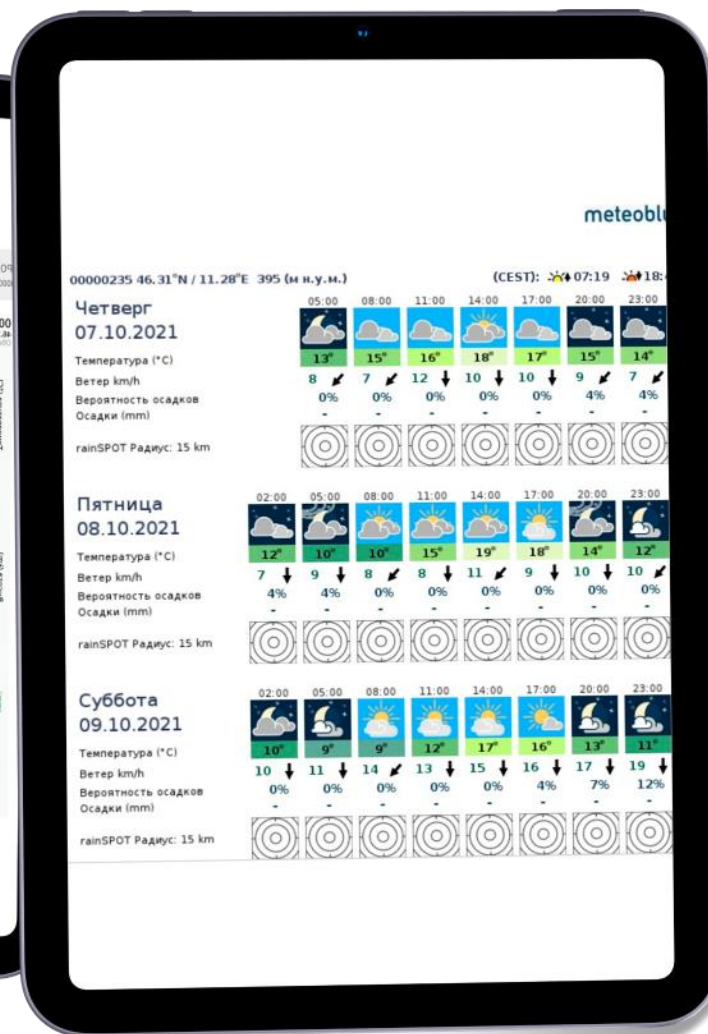 meteoblu
00000235 46.31°N / 11.28°E 395 (м н.у.м.) (CEST): 07:19 18:
Четверг 05:00 08:00 11:00 14:00 17:00 20:00 23:00
07.10.2021
Температура (°C) 13° 15° 16° 18° 17° 15° 14°
Ветер km/h 8 7 12 10 10 9 7
Вероятность осадков 0% 0% 0% 0% 0% 4% 4%
Осадки (mm) - - - - - - -
rainSPOT Радиус: 15 km
Пятница 02:00 05:00 08:00 11:00 14:00 17:00 20:00 23:00
08.10.2021
Температура (°C) 12° 10° 10° 15° 19° 18° 14° 12°
Ветер km/h 7 9 8 8 11 9 10 10
Вероятность осадков 4% 4% 0% 0% 0% 0% 0% 0%
Осадки (mm) - - - - - - - -
rainSPOT Радиус: 15 km
Суббота 02:00 05:00 08:00 11:00 14:00 17:00 20:00 23:00
09.10.2021
Температура (°C) 10° 9° 9° 12° 17° 16° 13° 11°
Ветер km/h 10 11 14 13 15 16 17 19
Вероятность осадков 0% 0% 0% 0% 0% 4% 7% 12%
Осадки (mm) - - - - - - - -
rainSPOT Радиус: 15 km